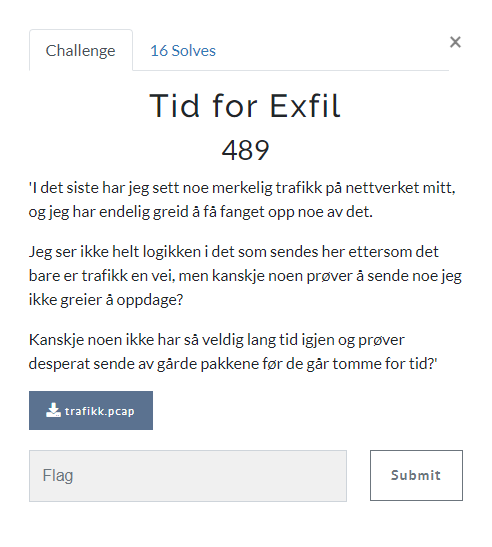 Challenge
16 Solves
×
Tid for Exfil
489
'I det siste har jeg sett noe merkelig trafikk på nettverket mitt,
og jeg har endelig greid å få fanget opp noe av det.
Jeg ser ikke helt logikken i det som sendes her ettersom det
bare er trafikk en vei, men kanskje noen prøver å sende noe jeg
ikke greier å oppdage?
Kanskje noen ikke har så veldig lang tid igjen og prøver
desperat sende av gårde pakkene før de går tomme for tid?'
trafikk.pcap
Flag
Submit